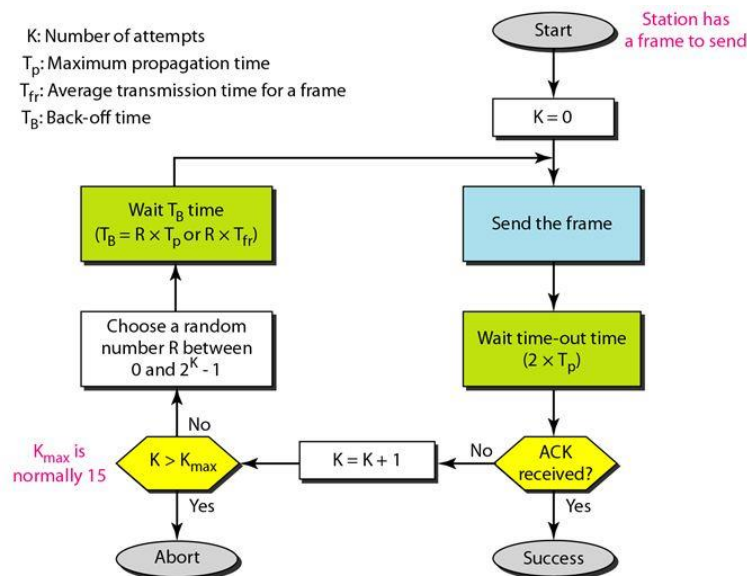 K: Number of attempts
Tp: Maximum propagation time
Tfr: Average transmission time for a frame
TB: Back-off time
Start
Station has
a frame to send
K = 0
Wait TB time
(TB = R × Tp or R × Tfr)
Send the frame
Choose a random
number R between
0 and 2^K - 1
Wait time-out time
(2 × Tp)
No
Kmax is
normally 15
K > Kmax
K = K + 1
No
ACK
received?
Yes
Yes
Abort
Success